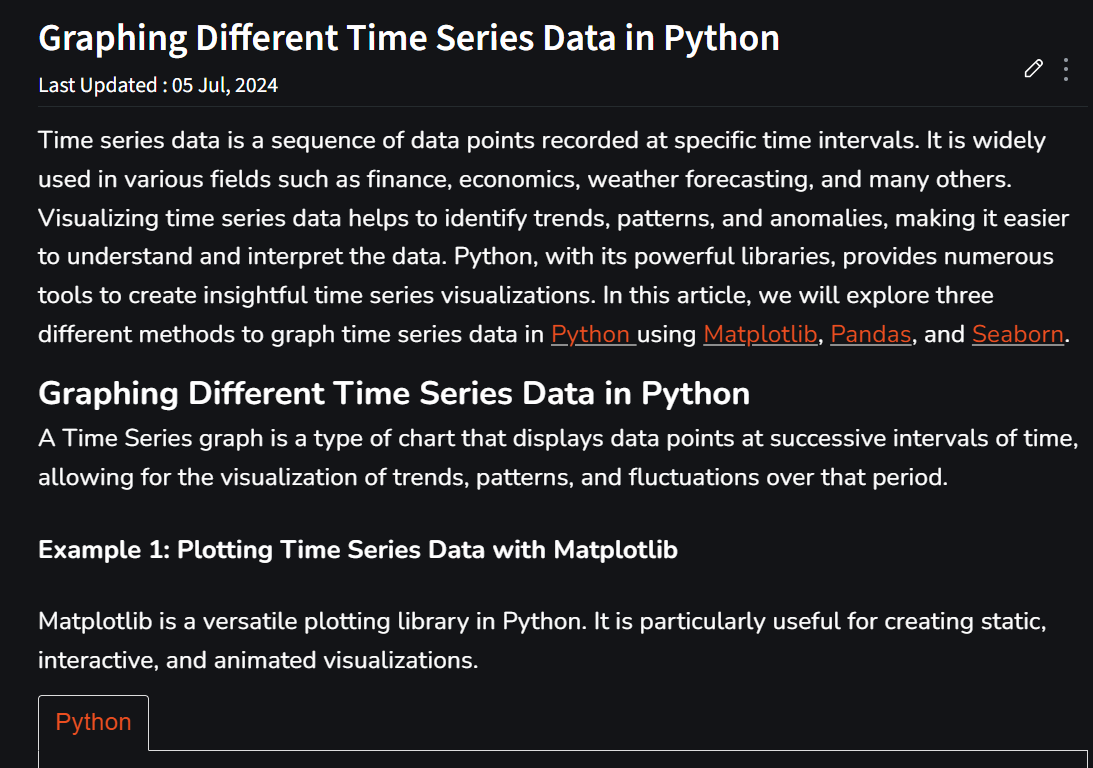 Graphing Different Time Series Data in Python
Last Updated : 05 Jul, 2024
Time series data is a sequence of data points recorded at specific time intervals. It is widely
used in various fields such as finance, economics, weather forecasting, and many others.
Visualizing time series data helps to identify trends, patterns, and anomalies, making it easier
to understand and interpret the data. Python, with its powerful libraries, provides numerous
tools to create insightful time series visualizations. In this article, we will explore three
different methods to graph time series data in Python using Matplotlib, Pandas, and Seaborn.
Graphing Different Time Series Data in Python
A Time Series graph is a type of chart that displays data points at successive intervals of time,
allowing for the visualization of trends, patterns, and fluctuations over that period.
Example 1: Plotting Time Series Data with Matplotlib
Matplotlib is a versatile plotting library in Python. It is particularly useful for creating static,
interactive, and animated visualizations.
Python